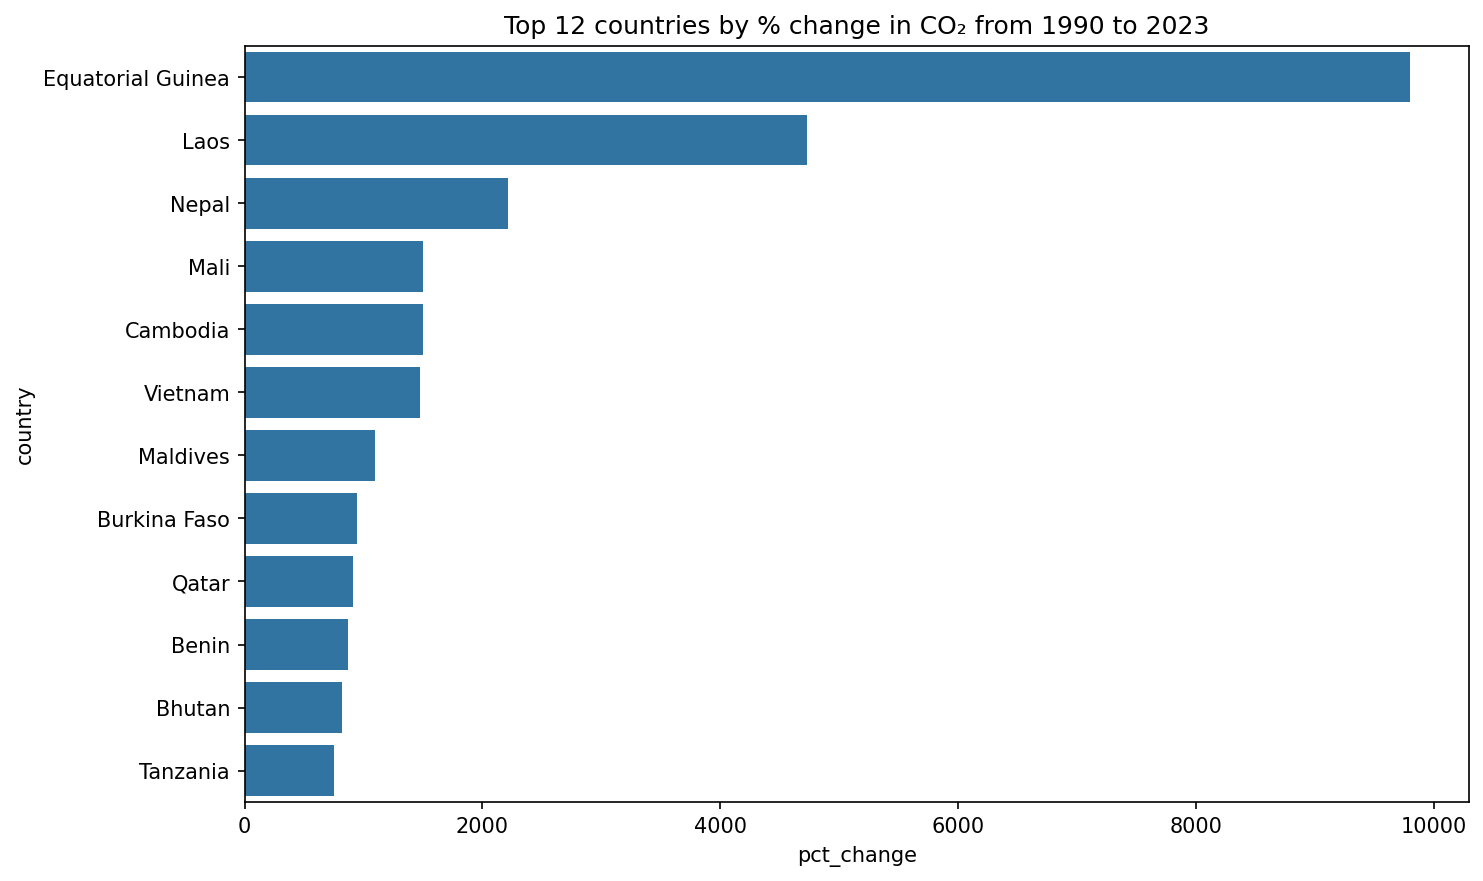 Top 12 countries by % change in CO₂ from 1990 to 2023
Equatorial Guinea
Laos
Nepal
Mali
Cambodia
Vietnam
Maldives
Burkina Faso
Qatar
Benin
Bhutan
Tanzania
country
0 2000 4000 6000 8000 10000
pct_change